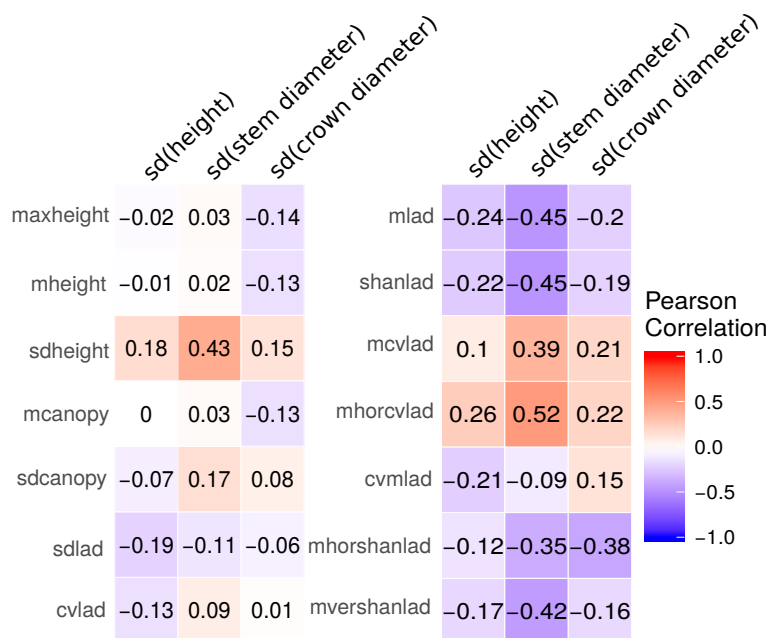 sd(height) sd(stem diameter) sd(crown diameter) sd(height) sd(stem diameter) sd(crown diameter)
maxheight −0.02 0.03 −0.14 mlad −0.24 −0.45 −0.2
mheight −0.01 0.02 −0.13 shanlad −0.22 −0.45 −0.19
sdheight 0.18 0.43 0.15 mcvlad 0.1 0.39 0.21
mcanopy 0 0.03 −0.13 mhorcvlad 0.26 0.52 0.22
sdcanopy −0.07 0.17 0.08 cvmlad −0.21 −0.09 0.15
sdlad −0.19 −0.11 −0.06 mhorshanlad −0.12 −0.35 −0.38
cvlad −0.13 0.09 0.01 mvershanlad −0.17 −0.42 −0.16
Pearson
Correlation
1.0
0.5
0.0
−0.5
−1.0